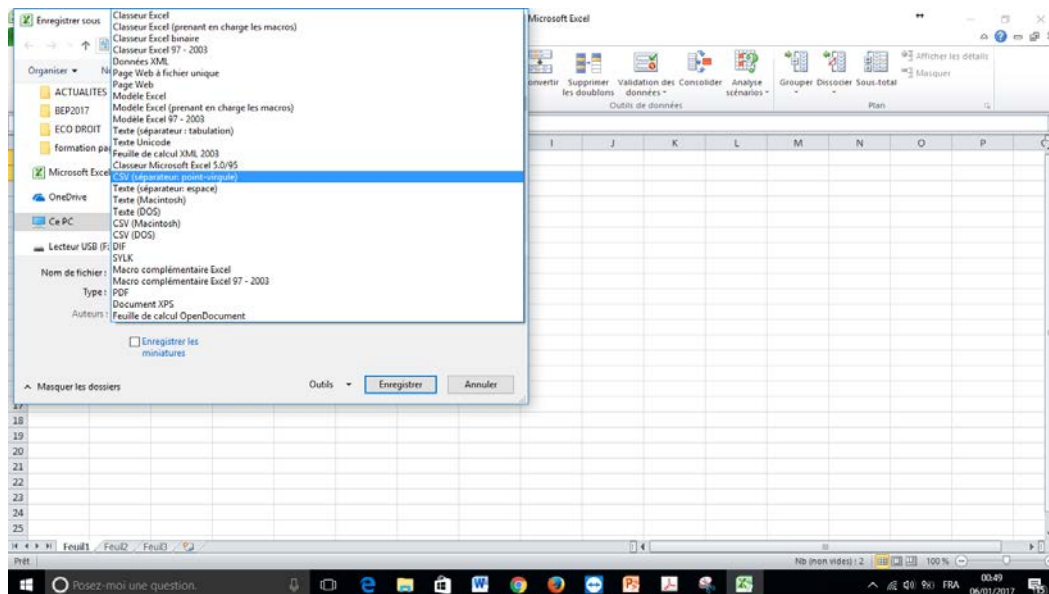 Enregistrer sous
Microsoft Excel
Classeur Excel
Classeur Excel (prenant en charge les macros)
Classeur Excel binaire
Classeur Excel 97 - 2003
Données XML
Page Web à fichier unique
Page Web
Modèle Excel
Modèle Excel (prenant en charge les macros)
Modèle Excel 97 - 2003
Texte (séparateur : tabulation)
Texte Unicode
Feuille de calcul XML 2003
Classeur Microsoft Excel 5.0/95
CSV (séparateur: point-virgule)
Texte (séparateur: espace)
Texte (Macintosh)
Texte (DOS)
CSV (Macintosh)
CSV (DOS)
DIF
SYLK
Macro complémentaire Excel
Macro complémentaire Excel 97 - 2003
PDF
Document XPS
Feuille de calcul OpenDocument
Organiser
ACTUALITES
BEP2017
ECO DROIT
formation
Microsoft Excel
OneDrive
Ce PC
Lecteur USB (F:
Nom de fichier :
Type :
Auteurs :
Enregistrer les
miniatures
Masquer les dossiers
Outils
Enregistrer
Annuler
Supprimer
les doublons
Validation des
données
Consolider
Analyse
scénarios
Outils de données
Grouper
Dissocier
Sous-total
Afficher les détails
Masquer
Plan
I J K L M N O P
17
18
19
20
21
22
23
24
25
Feuil1 Feuil2 Feuil3
Prêt
Nb (non vides) : 2
100 %
Posez-moi une question.
FRA
00:49
06/01/2017